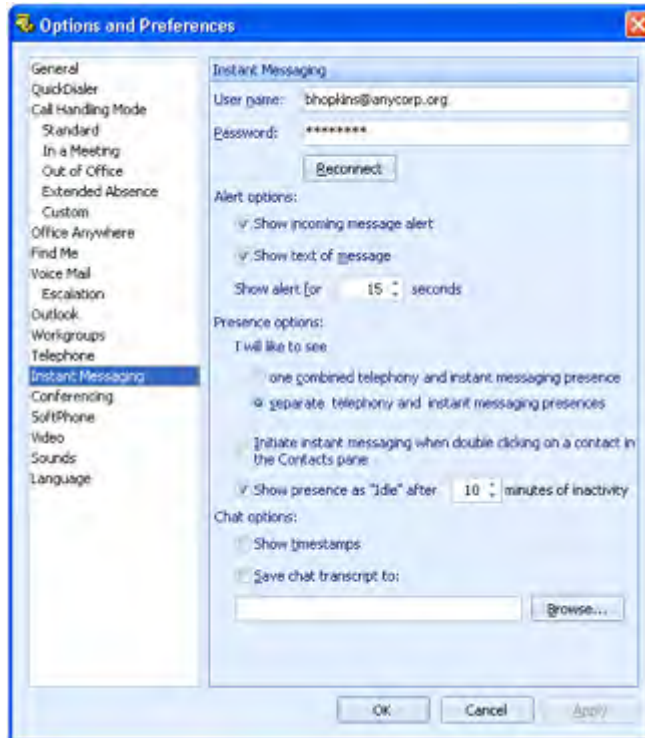 Options and Preferences
General
QuickDialer
Call Handling Mode
Standard
In a Meeting
Out of Office
Extended Absence
Custom
Office Anywhere
Find Me
Voice Mail
Escalation
Outlook
Workgroups
Telephone
Instant Messaging
Conferencing
SoftPhone
Video
Sounds
Language
Instant Messaging
User name: bhopkins@anycorp.org
Password: ********
Reconnect
Alert options:
Show incoming message alert
Show text of message
Show alert for 15 seconds
Presence options:
I will like to see
one combined telephony and instant messaging presence
separate telephony and instant messaging presences
Initiate instant messaging when double clicking on a contact in
the Contacts pane
Show presence as "Idle" after 10 minutes of inactivity
Chat options:
Show timestamps
Save chat transcript to:
Browse...
OK Cancel Apply